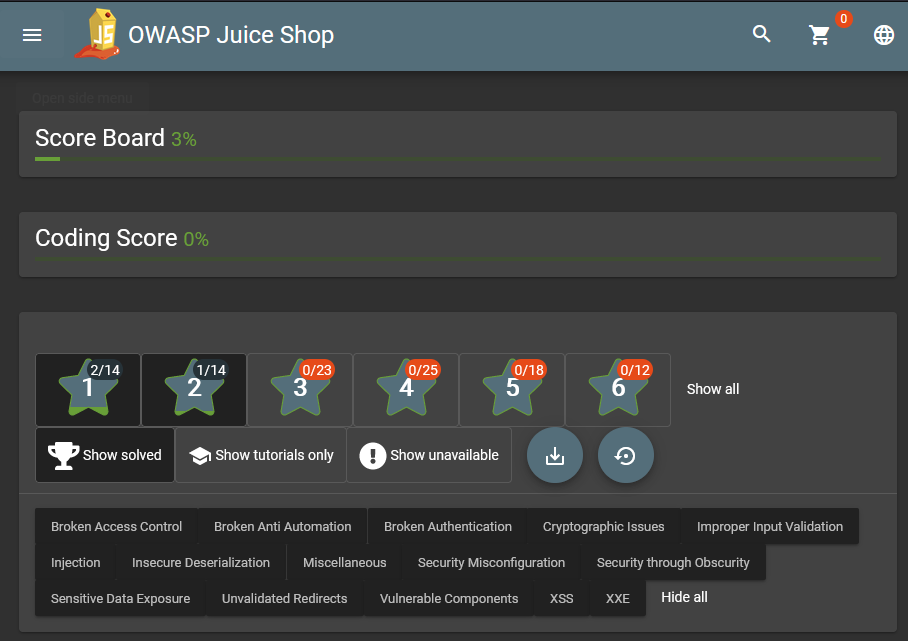 JS OWASP Juice Shop 0
Open side menu
Score Board 3%
Coding Score 0%
1 2/14 2 1/14 3 0/23 4 0/25 5 0/18 6 0/12 Show all
Show solved Show tutorials only ! Show unavailable
Broken Access Control Broken Anti Automation Broken Authentication Cryptographic Issues Improper Input Validation
Injection Insecure Deserialization Miscellaneous Security Misconfiguration Security through Obscurity
Sensitive Data Exposure Unvalidated Redirects Vulnerable Components XSS XXE Hide all